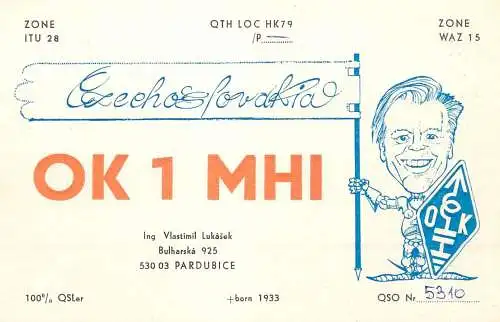 ZONE
ITU 28
QTH LOC HK79
/P
ZONE
WAZ 15
Czechoslovakia
OK 1 MHI
OK
Ing Vlastimil Lukášek
Bulharská 925
530 03 PARDUBICE
100% QSLer
+born 1933
QSO Nr 5310